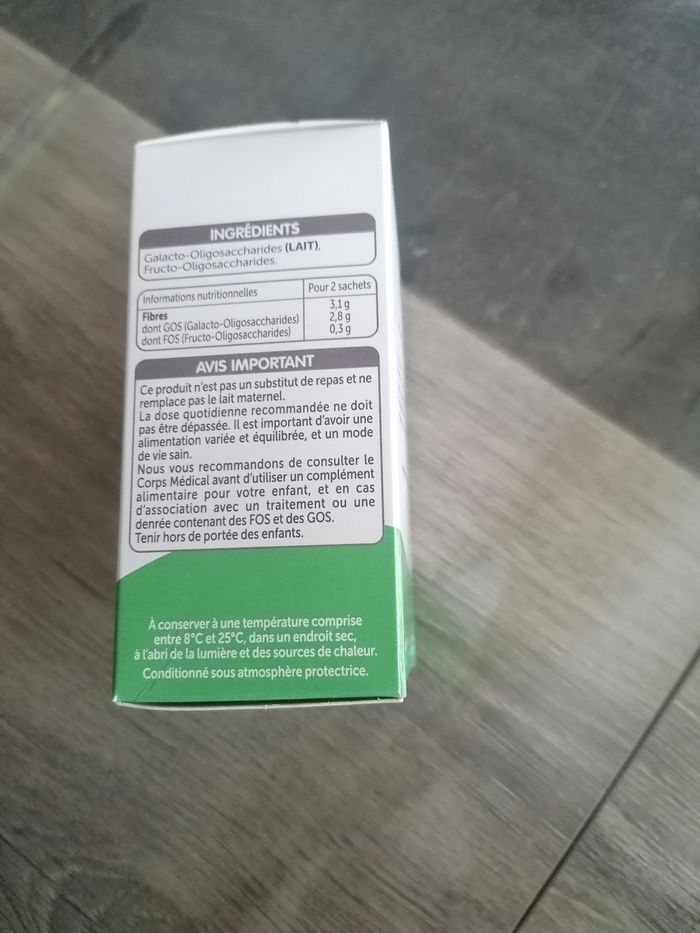 INGRÉDIENTS
Galacto-Oligosaccharides (LAIT),
Fructo-Oligosaccharides.
Informations nutritionnelles Pour 2 sachets
Fibres 3,1 g
dont GOS (Galacto-Oligosaccharides) 2,8 g
dont FOS (Fructo-Oligosaccharides) 0,3 g
AVIS IMPORTANT
Ce produit n'est pas un substitut de repas et ne
remplace pas le lait maternel.
La dose quotidienne recommandée ne doit
pas être dépassée. Il est important d'avoir une
alimentation variée et équilibrée, et un mode
de vie sain.
Nous vous recommandons de consulter le
Corps Médical avant d'utiliser un complément
alimentaire pour votre enfant, et en cas
d'association avec un traitement ou une
denrée contenant des FOS et des GOS.
Tenir hors de portée des enfants.
À conserver à une température comprise
entre 8°C et 25°C, dans un endroit sec,
à l'abri de la lumière et des sources de chaleur.
Conditionné sous atmosphère protectrice.